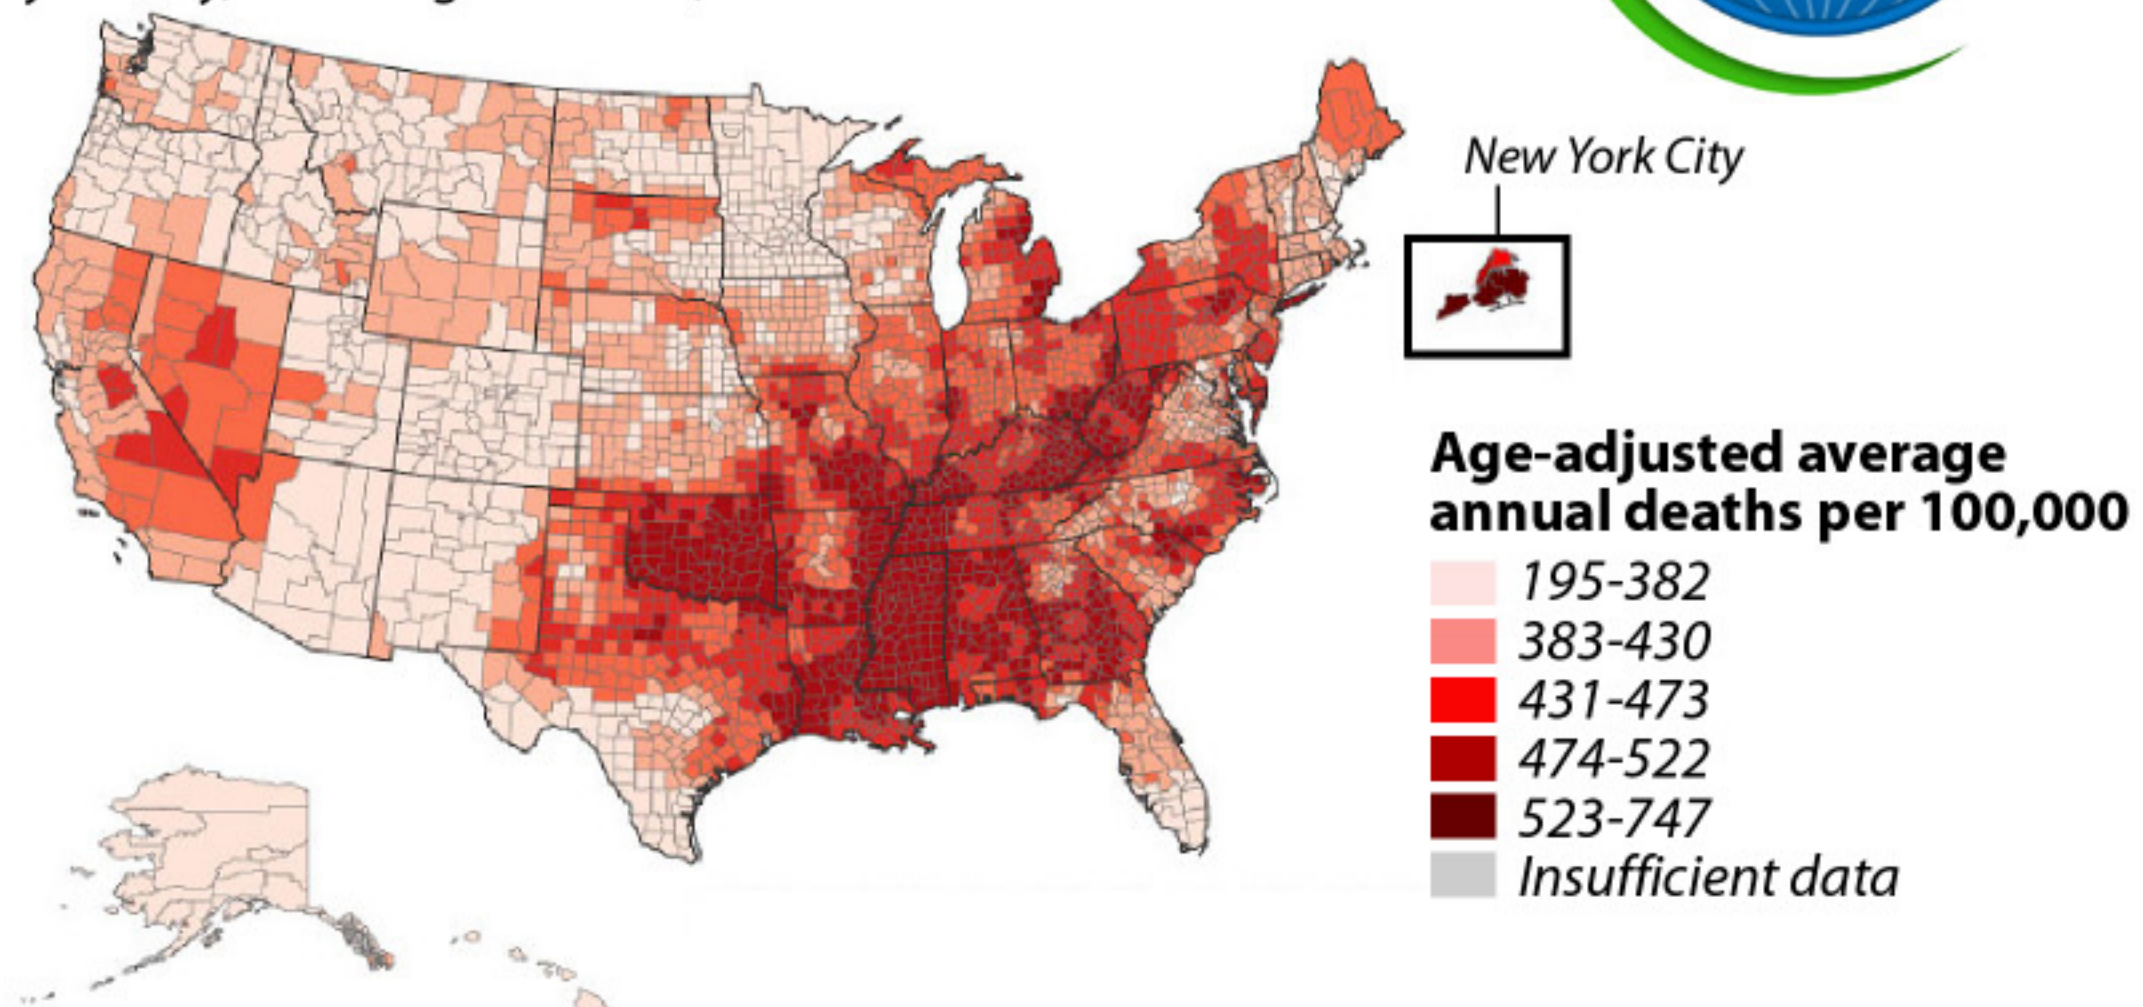 New York City
Age-adjusted average
annual deaths per 100,000
195-382
383-430
431-473
474-522
523-747
Insufficient data